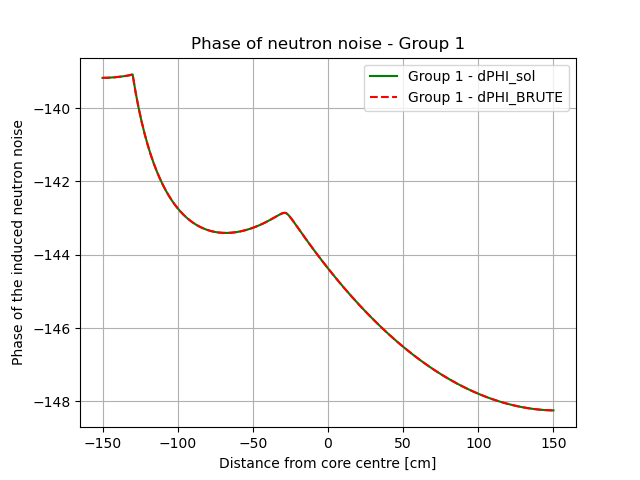 Phase of neutron noise - Group 1
Group 1 - dPHI_sol
Group 1 - dPHI_BRUTE
Phase of the induced neutron noise
−140
−142
−144
−146
−148
−150
−100
−50
0
50
100
150
Distance from core centre [cm]